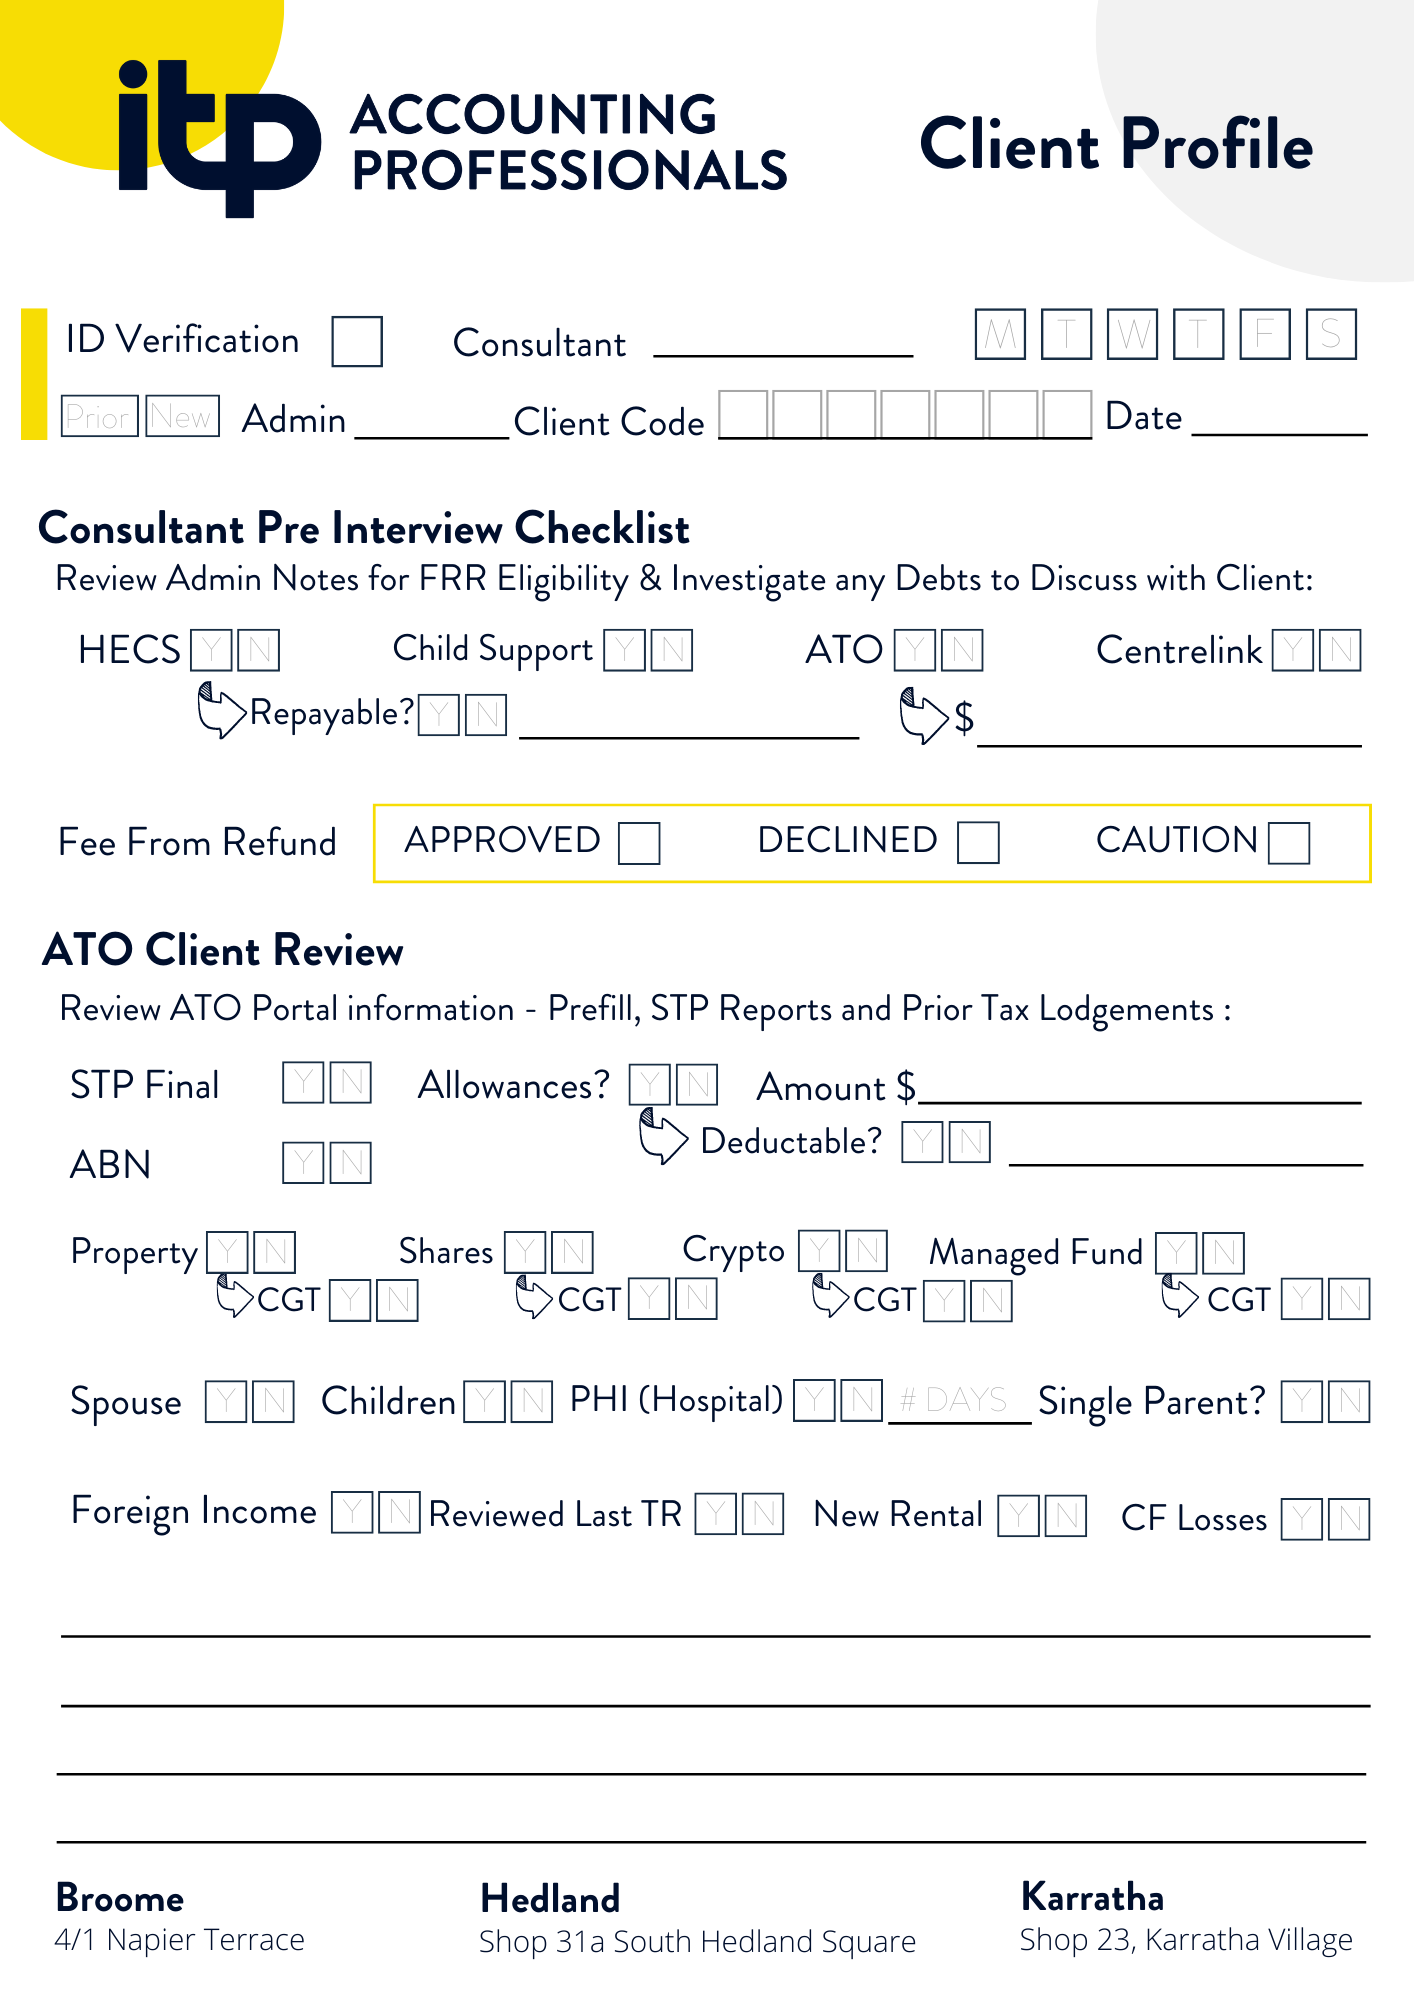 itp ACCOUNTING
PROFESSIONALS
Client Profile
ID Verification Consultant M T W T F S
Prior New Admin Client Code Date
Consultant Pre Interview Checklist
Review Admin Notes for FRR Eligibility & Investigate any Debts to Discuss with Client:
HECS Y N Child Support Y N ATO Y N Centrelink Y N
Repayable? Y N $
Fee From Refund APPROVED DECLINED CAUTION
ATO Client Review
Review ATO Portal information - Prefill, STP Reports and Prior Tax Lodgements :
STP Final Y N Allowances? Y N Amount $
Deductable? Y N
ABN Y N
Property Y N Shares Y N Crypto Y N Managed Fund Y N
CGT Y N CGT Y N CGT Y N CGT Y N
Spouse Y N Children Y N PHI (Hospital) Y N # DAYS Single Parent? Y N
Foreign Income Y N Reviewed Last TR Y N New Rental Y N CF Losses Y N
Broome Hedland Karratha
4/1 Napier Terrace Shop 31a South Hedland Square Shop 23, Karratha Village